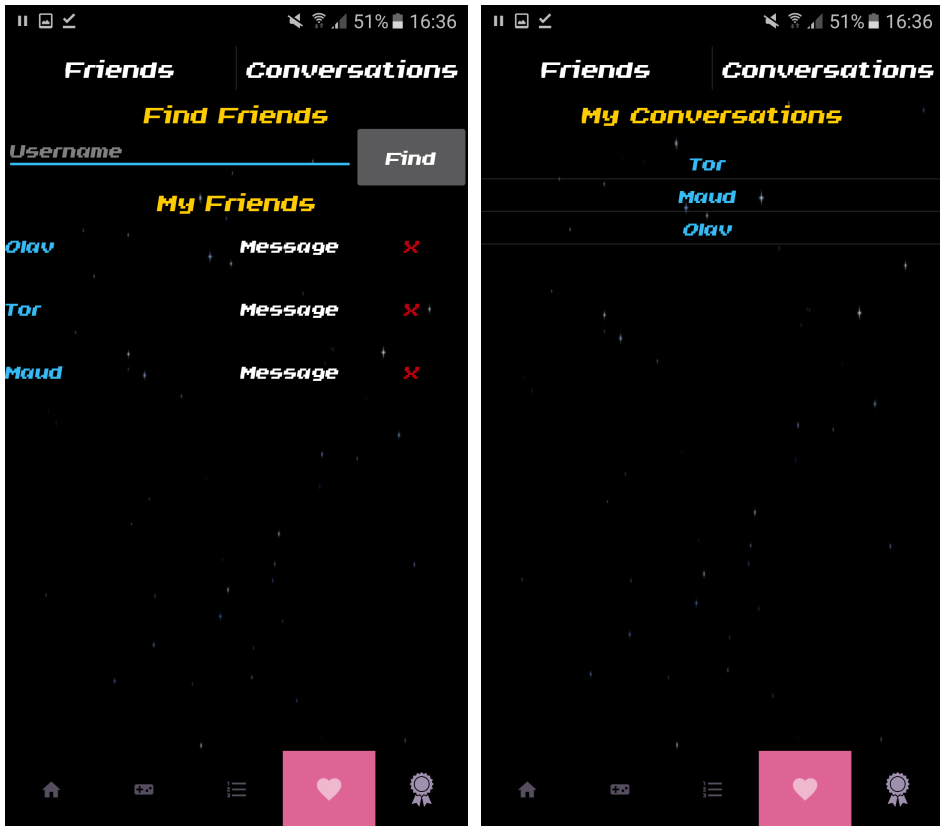 51% 16:36
Friends Conversations
Find Friends
Username Find
My Friends
Olav Message X
Tor Message X
Maud Message X
51% 16:36
Friends Conversations
My Conversations
Tor
Maud
Olav